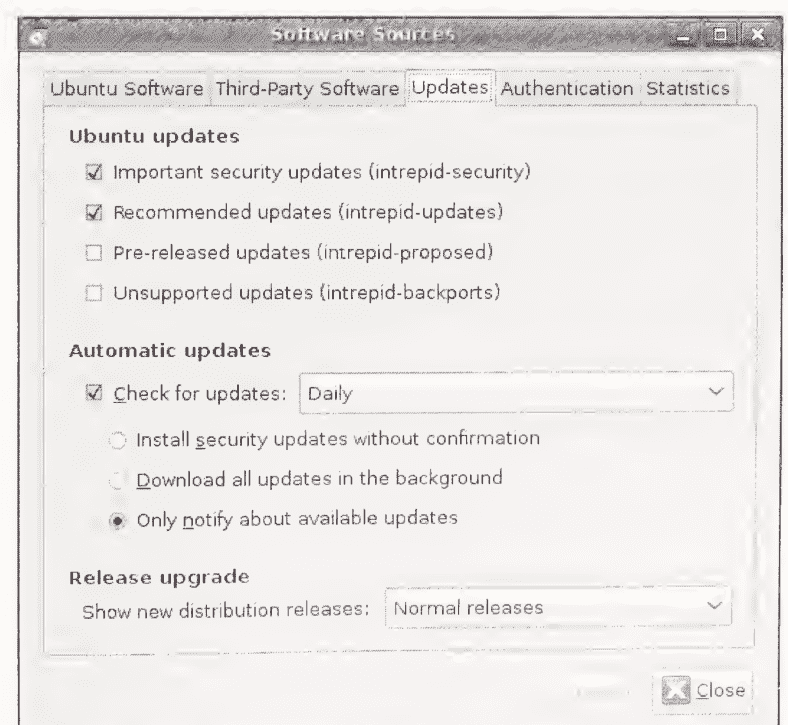 Software Sources
Ubuntu Software Third-Party Software Updates Authentication Statistics
Ubuntu updates
Important security updates (intrepid-security)
Recommended updates (intrepid-updates)
Pre-released updates (intrepid-proposed)
Unsupported updates (intrepid-backports)
Automatic updates
Check for updates: Daily
Install security updates without confirmation
Download all updates in the background
Only notify about available updates
Release upgrade
Show new distribution releases: Normal releases
Close